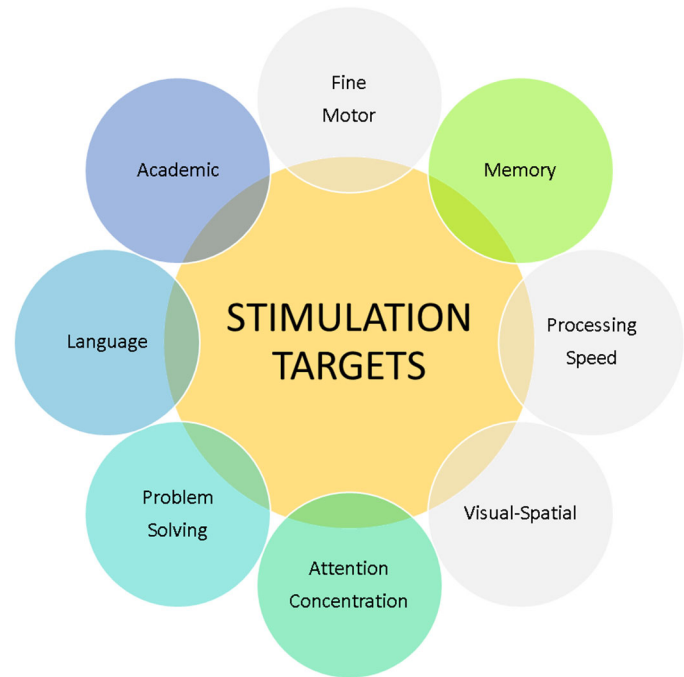 Fine
Motor
Academic
Memory
Language
STIMULATION
TARGETS
Processing
Speed
Problem
Solving
Visual-Spatial
Attention
Concentration